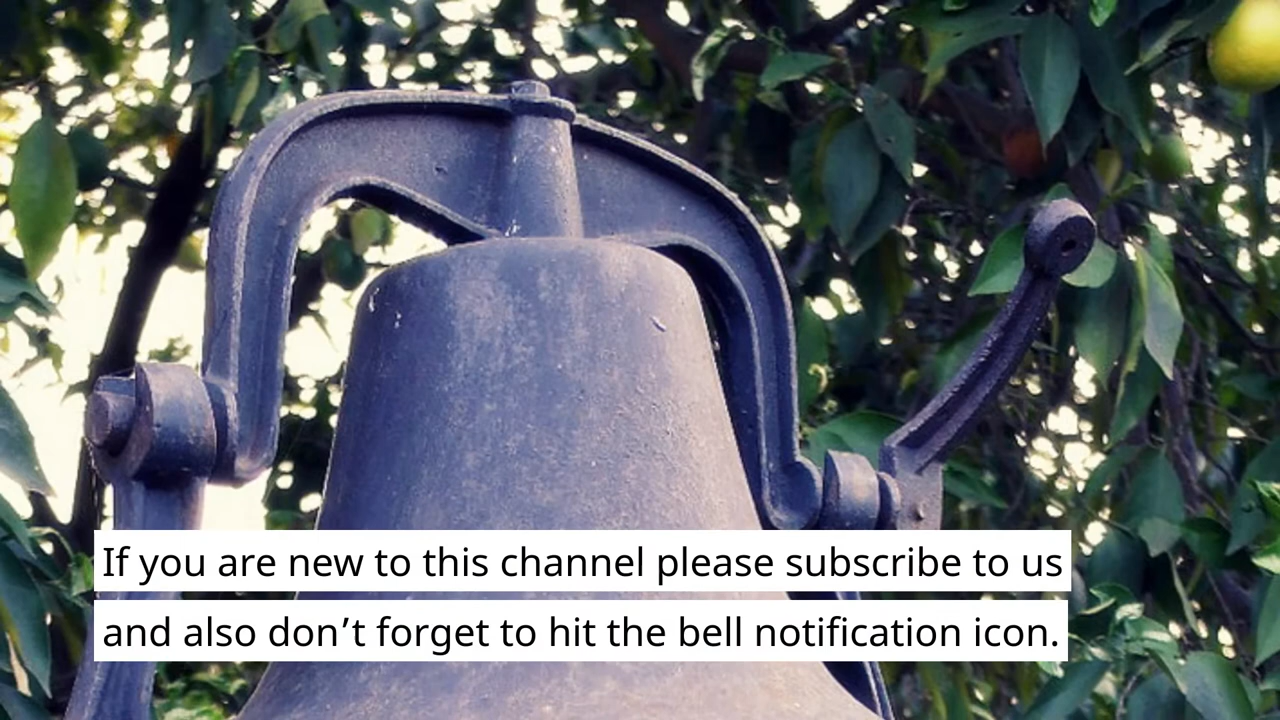 If you are new to this channel please subscribe to us
and also don’t forget to hit the bell notification icon.